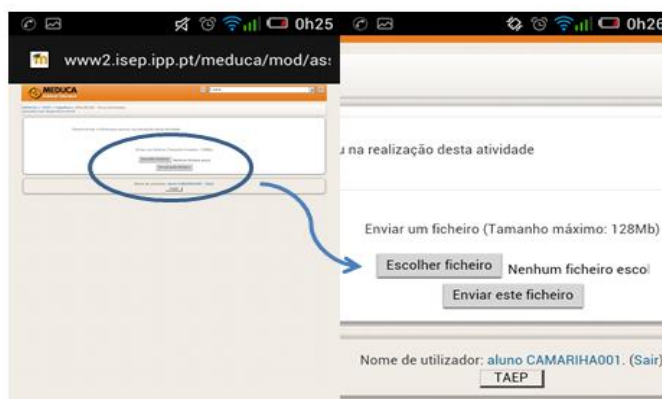 0h25
www2.isep.ipp.pt/meduca/mod/ass
MEDUCA
0h26
u na realização desta atividade
Enviar um ficheiro (Tamanho máximo: 128Mb)
Escolher ficheiro Nenhum ficheiro escol
Enviar este ficheiro
Nome de utilizador: aluno CAMARIHA001. (Sair)
TAEP